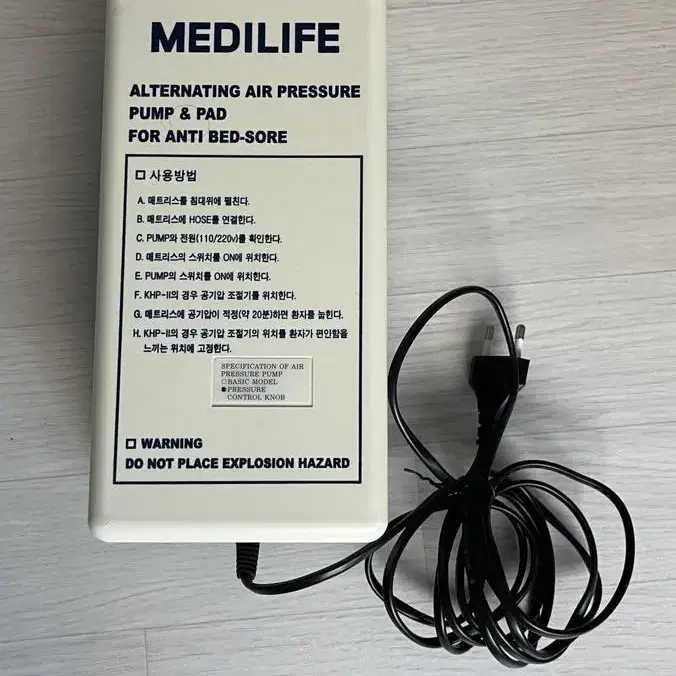 MEDILIFE
ALTERNATING AIR PRESSURE
PUMP & PAD
FOR ANTI BED-SORE
□ 사용방법
A. 매트리스를 침대위에 펼친다.
B. 매트리스에 HOSE를 연결한다.
C. PUMP와 전원(110/220v)를 확인한다.
D. 매트리스의 스위치를 ON에 위치한다.
E. PUMP의 스위치를 ON에 위치한다.
F. KHP-II의 경우 공기압 조절기를 위치한다.
G. 매트리스에 공기압이 적정(약 20분)하면 환자를 눕힌다.
H. KHP-II의 경우 공기압 조절기의 위치를 환자가 편인함을
느끼는 위치에 고정한다.
SPECIFICATION OF AIR
PRESSURE PUMP
□BASIC MODEL
■PRESSURE
CONTROL KNOB
□ WARNING
DO NOT PLACE EXPLOSION HAZARD